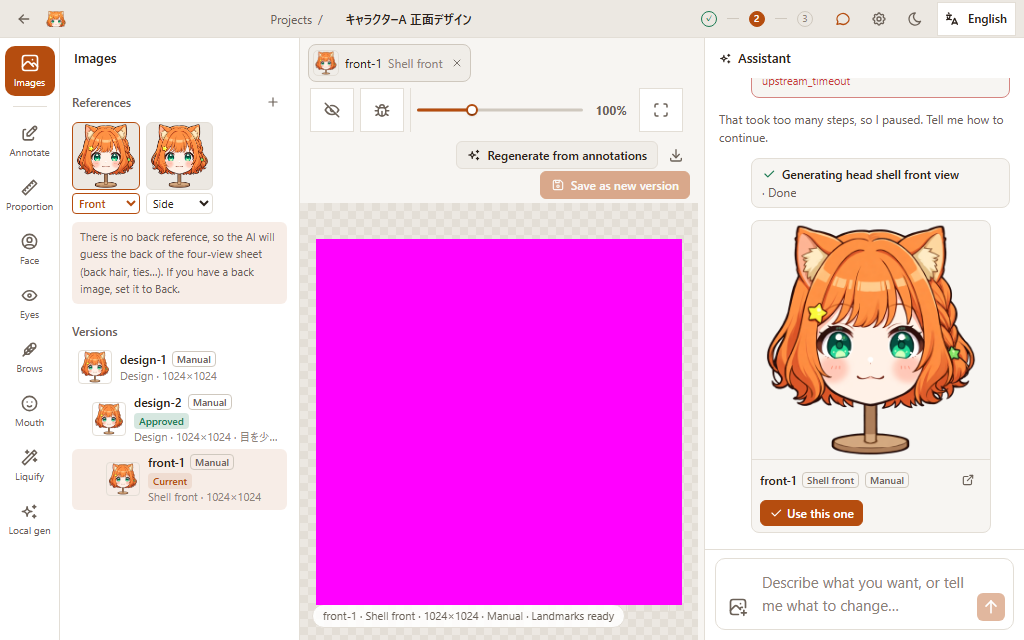 Projects /
キャラクターA 正面デザイン
2
3
English
Images
Annotate
Proportion
Face
Eyes
Brows
Mouth
Liquify
Local gen
Images
References
Front
Side
There is no back reference, so the AI will
guess the back of the four-view sheet
(back hair, ties...). If you have a back
image, set it to Back.
Versions
design-1 Manual
Design · 1024×1024
design-2 Manual
Approved
Design · 1024×1024 · 目を少...
front-1 Manual
Current
Shell front · 1024×1024
front-1 Shell front
100%
Regenerate from annotations
Save as new version
front-1 · Shell front · 1024×1024 · Manual · Landmarks ready
Assistant
upstream_timeout
That took too many steps, so I paused. Tell me how to
continue.
Generating head shell front view
· Done
front-1 Shell front Manual
Use this one
Describe what you want, or tell
me what to change...